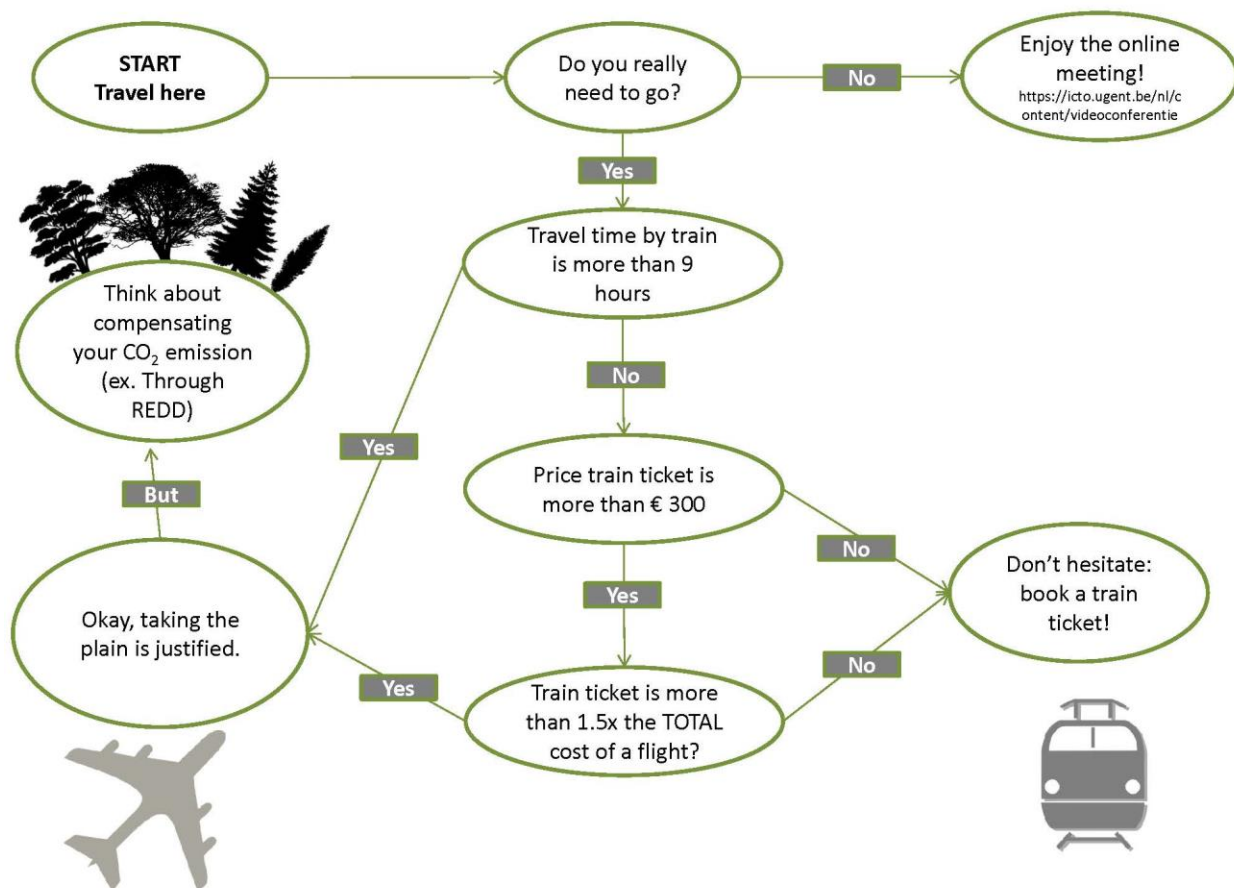 START
Travel here
Do you really
need to go?
No
Enjoy the online
meeting!
https://icto.ugent.be/nl/c
ontent/videoconferentie
Yes
Travel time by train
is more than 9
hours
Think about
compensating
your CO₂ emission
(ex. Through
REDD)
No
Yes
Price train ticket is
more than € 300
But
No
Yes
Don't hesitate:
book a train
ticket!
Okay, taking the
plain is justified.
No
Yes
Train ticket is more
than 1.5x the TOTAL
cost of a flight?